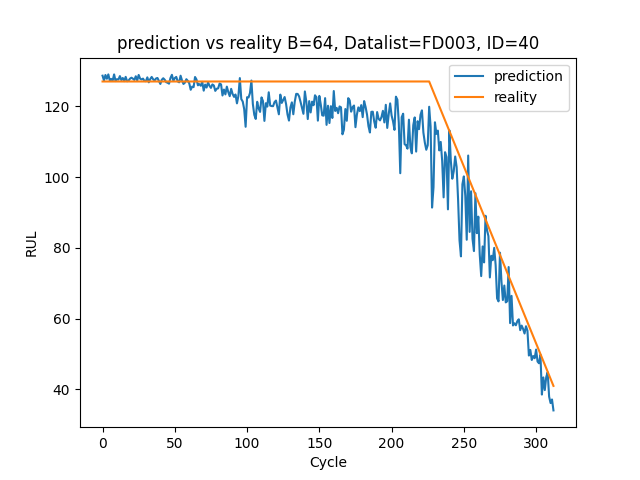 prediction vs reality B=64, Datalist=FD003, ID=40
prediction
reality
RUL
120
100
80
60
40
0 50 100 150 200 250 300
Cycle